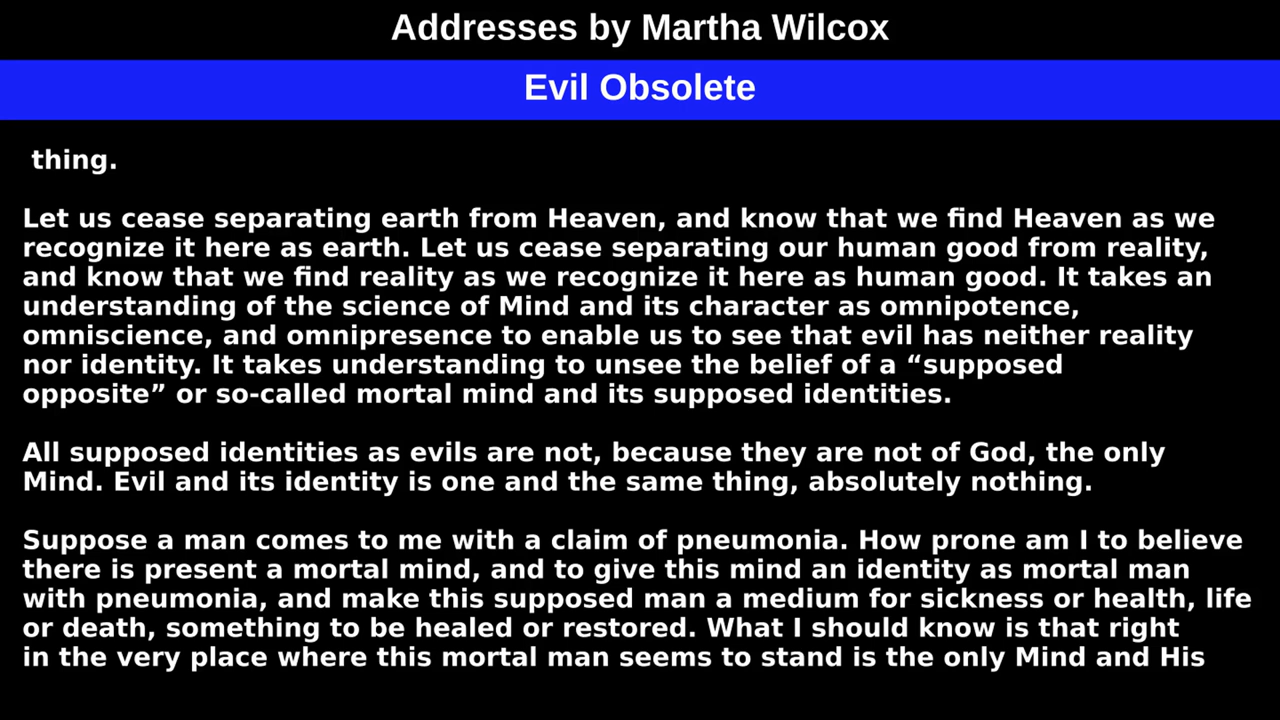 Addresses by Martha Wilcox
Evil Obsolete
thing.
Let us cease separating earth from Heaven, and know that we find Heaven as we
recognize it here as earth. Let us cease separating our human good from reality,
and know that we find reality as we recognize it here as human good. It takes an
understanding of the science of Mind and its character as omnipotence,
omniscience, and omnipresence to enable us to see that evil has neither reality
nor identity. It takes understanding to unsee the belief of a “supposed
opposite” or so-called mortal mind and its supposed identities.
All supposed identities as evils are not, because they are not of God, the only
Mind. Evil and its identity is one and the same thing, absolutely nothing.
Suppose a man comes to me with a claim of pneumonia. How prone am I to believe
there is present a mortal mind, and to give this mind an identity as mortal man
with pneumonia, and make this supposed man a medium for sickness or health, life
or death, something to be healed or restored. What I should know is that right
in the very place where this mortal man seems to stand is the only Mind and His